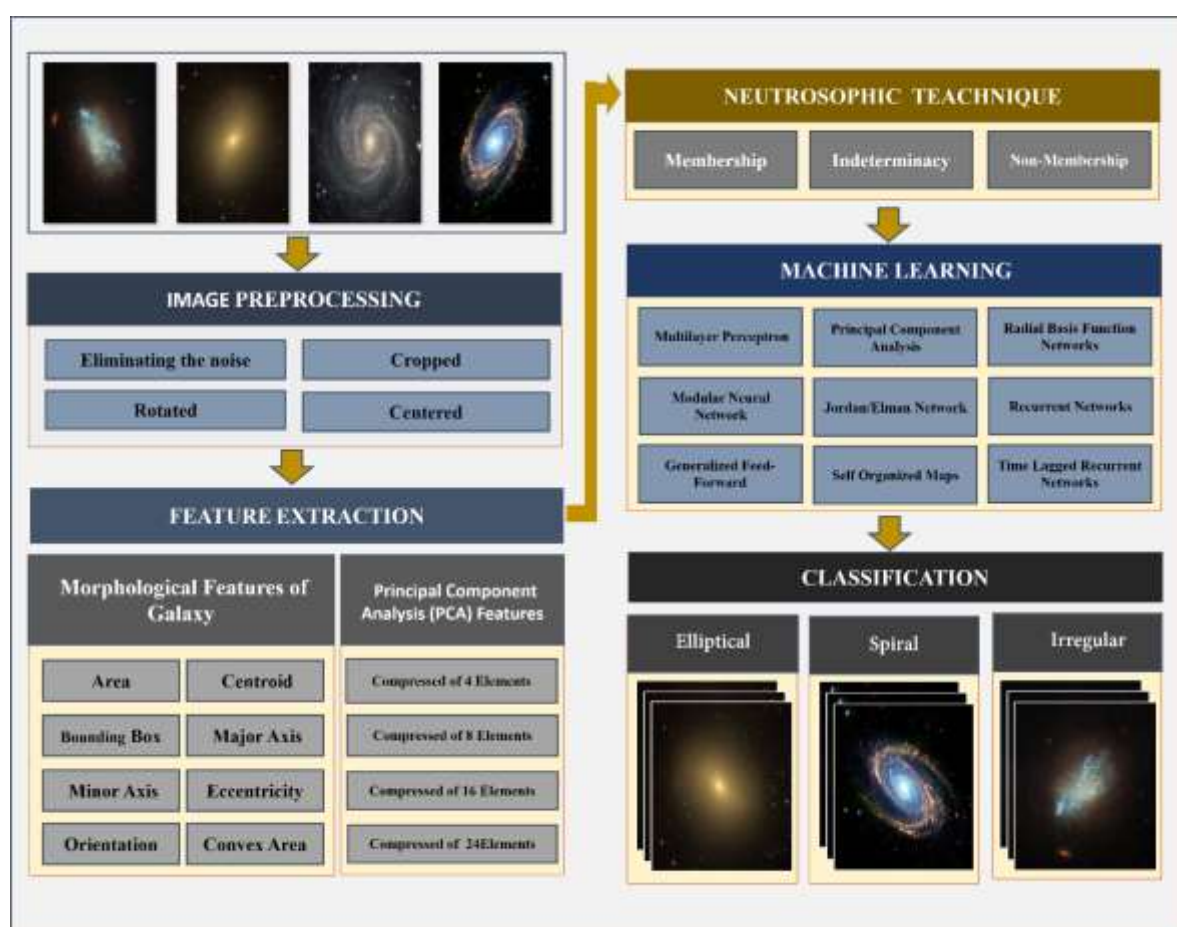 IMAGE PREPROCESSING
Eliminating the noise
Cropped
Rotated
Centered
FEATURE EXTRACTION
Morphological Features of
Galaxy
Principal Component
Analysis (PCA) Features
Area
Centroid
Compressed of 4 Elements
Bounding Box
Major Axis
Compressed of 8 Elements
Minor Axis
Eccentricity
Compressed of 16 Elements
Orientation
Convex Area
Compressed of 24Elements
NEUTROSOPHIC TEACHNIQUE
Membership
Indeterminacy
Non-Membership
MACHINE LEARNING
Multilayer Perceptron
Principal Component
Analysis
Radial Basis Function
Networks
Modular Neural
Network
Jordan/Elman Network
Recurrent Networks
Generalized Feed-
Forward
Self Organized Maps
Time Lagged Recurrent
Networks
CLASSIFICATION
Elliptical
Spiral
Irregular